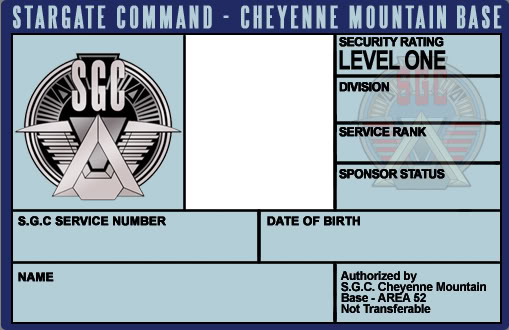 STARGATE COMMAND - CHEYENNE MOUNTAIN BASE
SGC
SECURITY RATING
LEVEL ONE
DIVISION
SGC
SERVICE RANK
SPONSOR STATUS
S.G.C SERVICE NUMBER
DATE OF BIRTH
NAME
Authorized by
S.G.C. Cheyenne Mountain
Base - AREA 52
Not Transferable